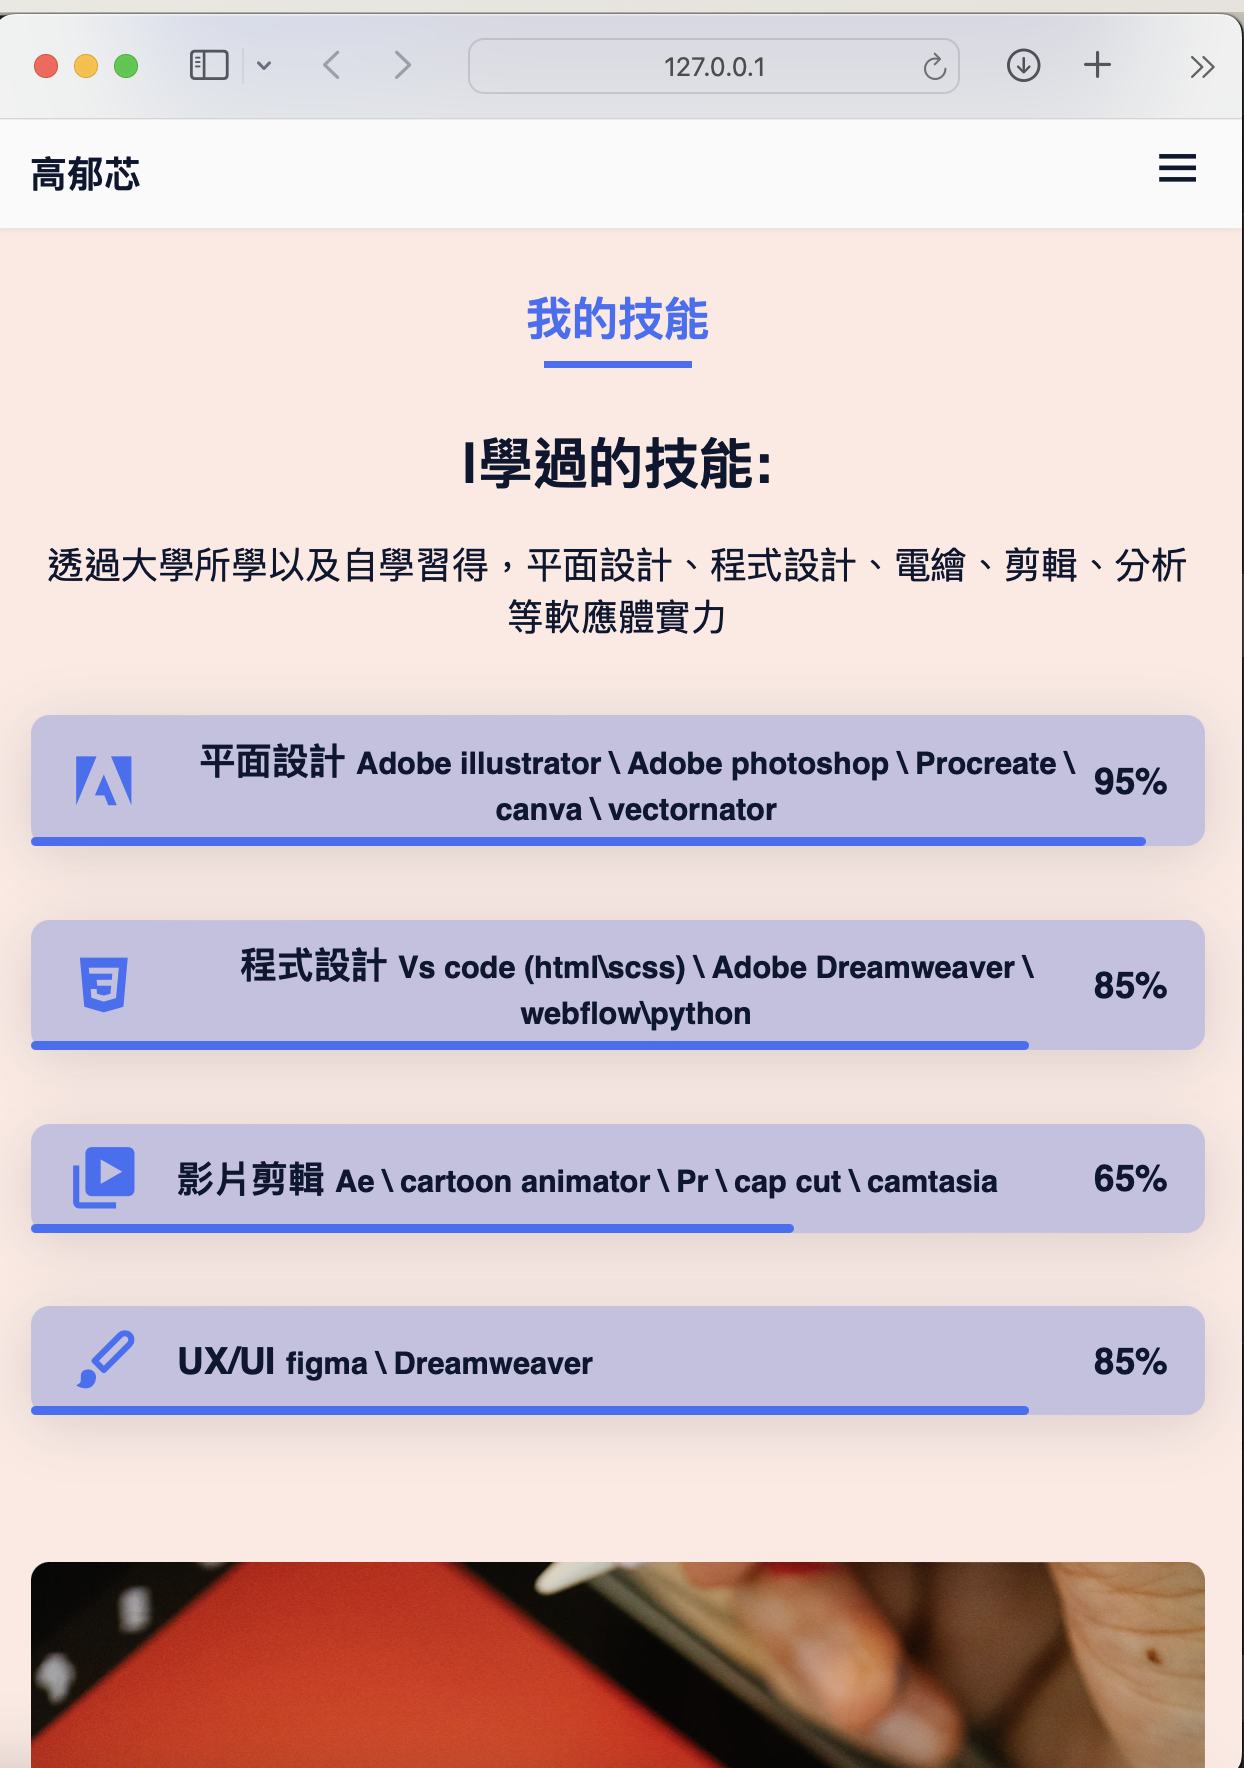 127.0.0.1
高郁芯
我的技能
I學過的技能:
透過大學所學以及自學習得，平面設計、程式設計、電繪、剪輯、分析
等軟應體實力
平面設計 Adobe illustrator \ Adobe photoshop \ Procreate \
canva \ vectornator
95%
程式設計 Vs code (html\scss) \ Adobe Dreamweaver \
webflow\python
85%
影片剪輯 Ae \ cartoon animator \ Pr \ cap cut \ camtasia
65%
UX/UI figma \ Dreamweaver
85%